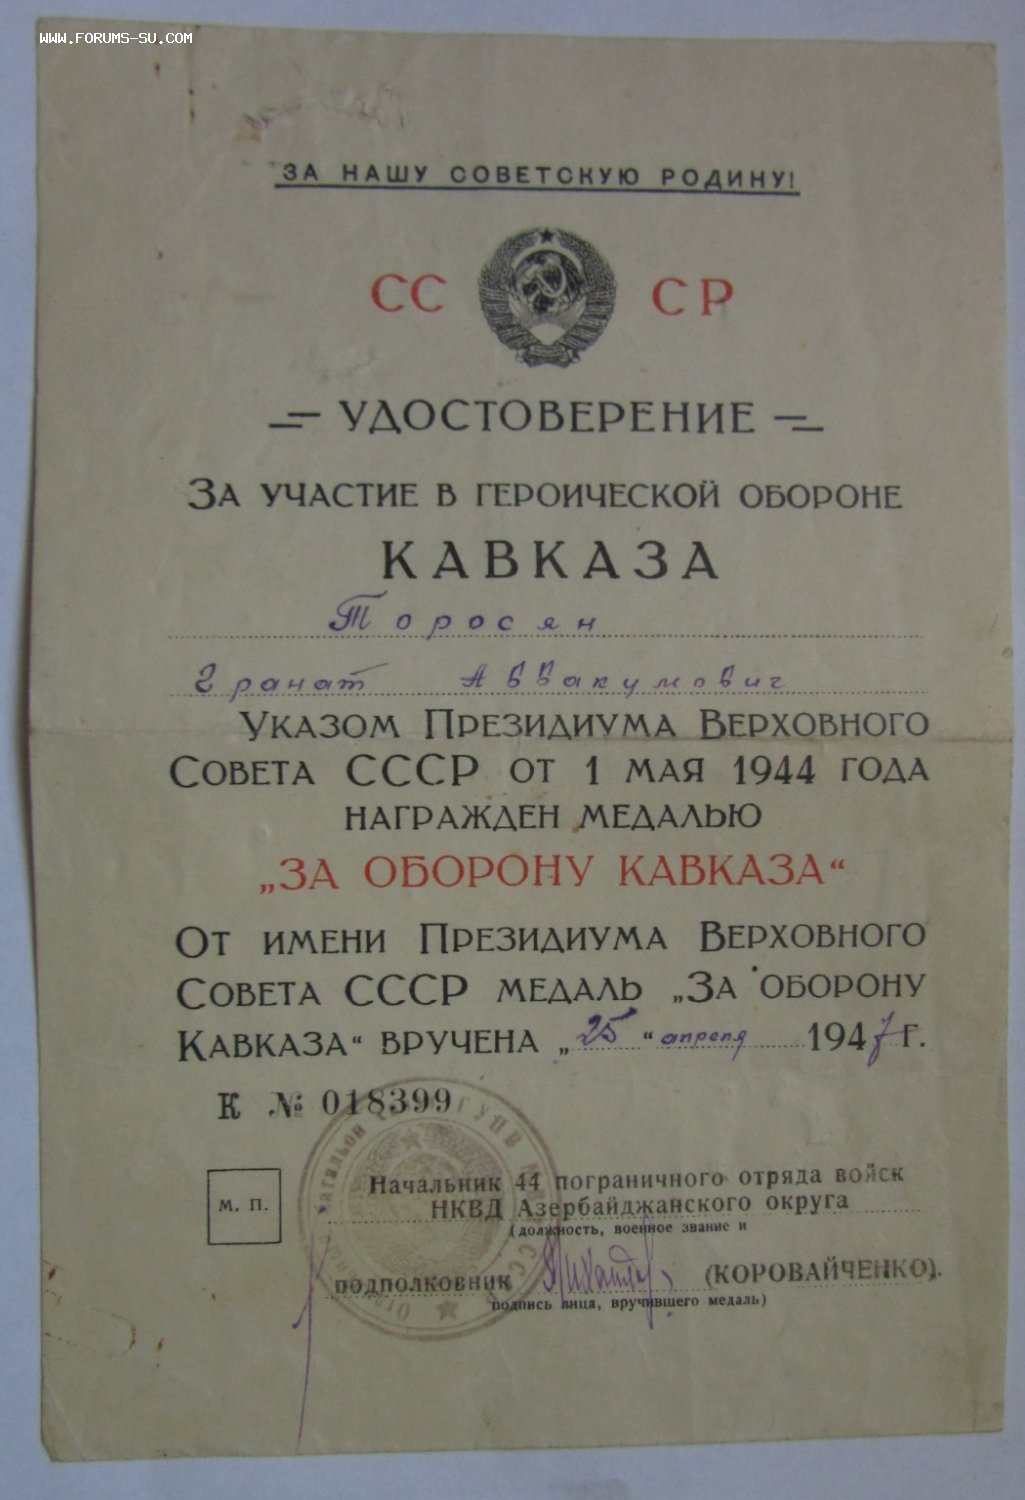 WWW.FORUMS-SU.COM
ЗА НАШУ СОВЕТСКУЮ РОДИНУ!
СС СР
УДОСТОВЕРЕНИЕ
ЗА УЧАСТИЕ В ГЕРОИЧЕСКОЙ ОБОРОНЕ
КАВКАЗА
Торосян
Гранат Аввакумович
УКАЗОМ ПРЕЗИДИУМА ВЕРХОВНОГО
СОВЕТА СССР ОТ 1 МАЯ 1944 ГОДА
НАГРАЖДЕН МЕДАЛЬЮ
„ЗА ОБОРОНУ КАВКАЗА“
ОТ ИМЕНИ ПРЕЗИДИУМА ВЕРХОВНОГО
СОВЕТА СССР МЕДАЛЬ „ЗА ОБОРОНУ
КАВКАЗА“ ВРУЧЕНА „25“ апреля 1947 Г.
К № 018399
М. П.
Начальник 44 пограничного отряда войск
НКВД Азербайджанского округа
(должность, военное звание и
подполковник (КОРОВАЙЧЕНКО).
подпись лица, вручившего медаль)